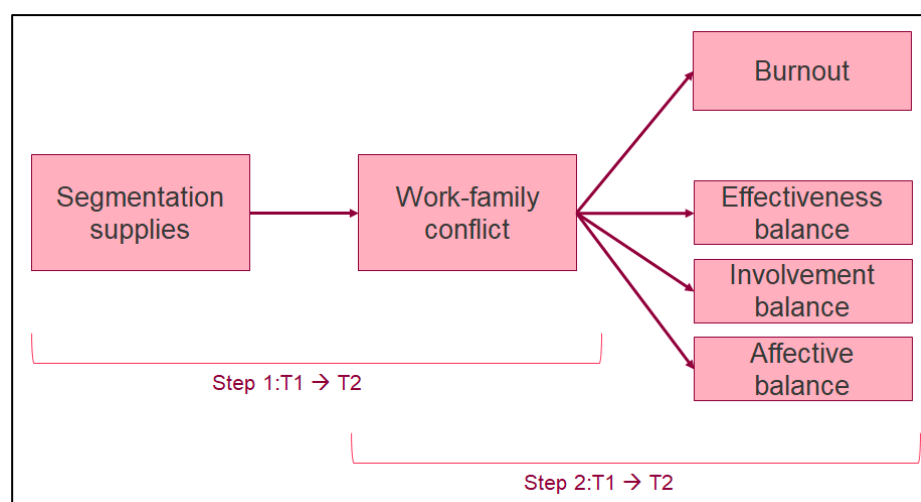 Burnout
Segmentation
supplies
Work-family
conflict
Effectiveness
balance
Involvement
balance
Affective
balance
Step 1:T1 → T2
Step 2:T1 → T2